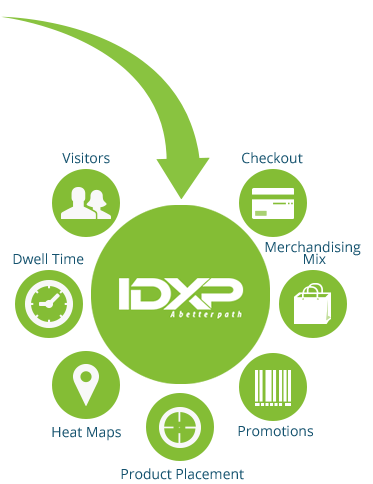 Visitors
Checkout
Dwell Time
Merchandising
Mix
IDXP
A better path
Heat Maps
Promotions
Product Placement